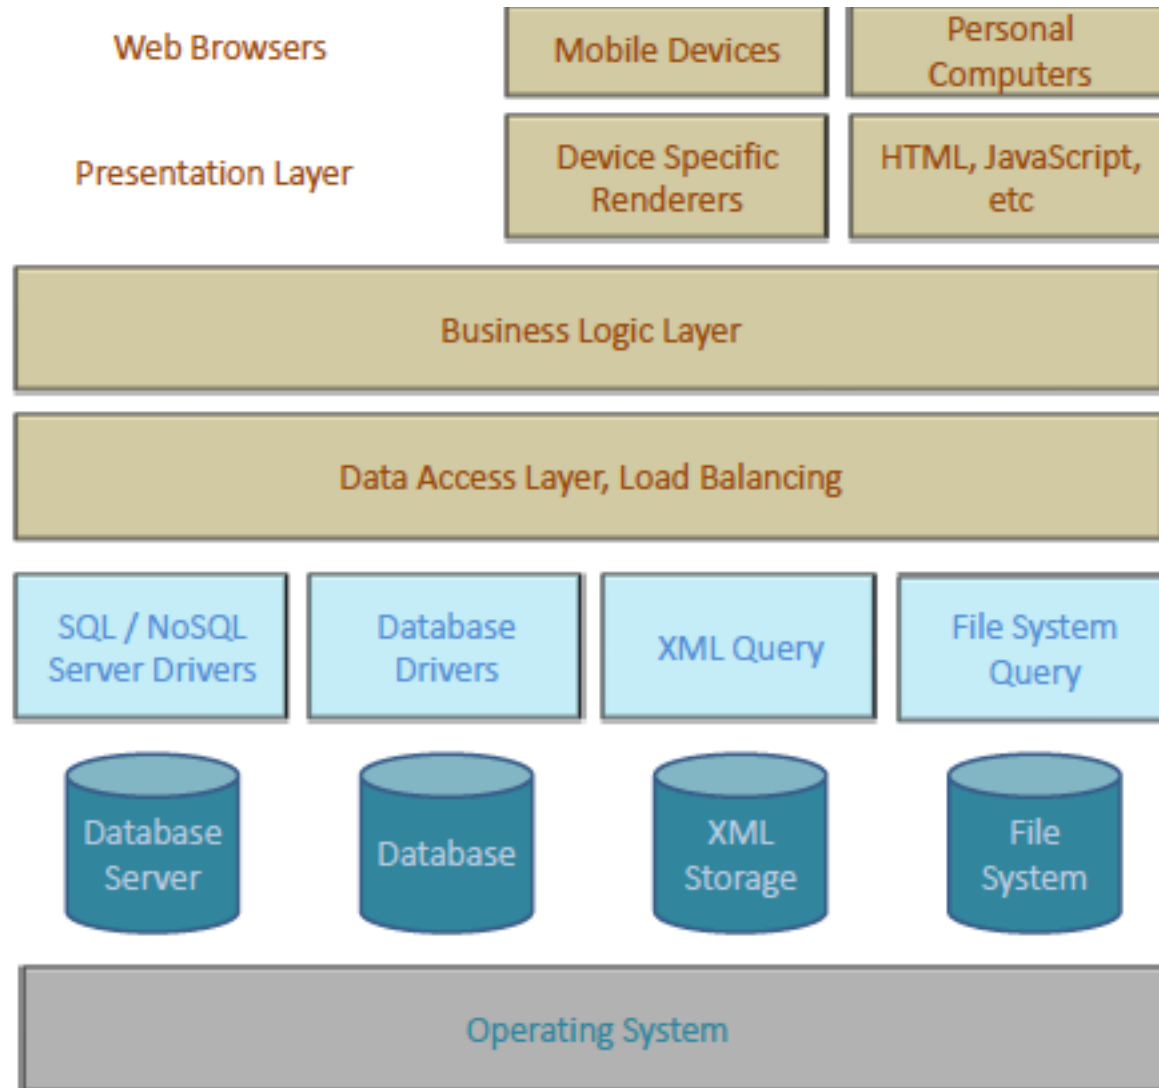 Web Browsers
Mobile Devices
Personal
Computers
Presentation Layer
Device Specific
Renderers
HTML, JavaScript,
etc
Business Logic Layer
Data Access Layer, Load Balancing
SQL / NoSQL
Server Drivers
Database
Drivers
XML Query
File System
Query
Database
Server
Database
XML
Storage
File
System
Operating System